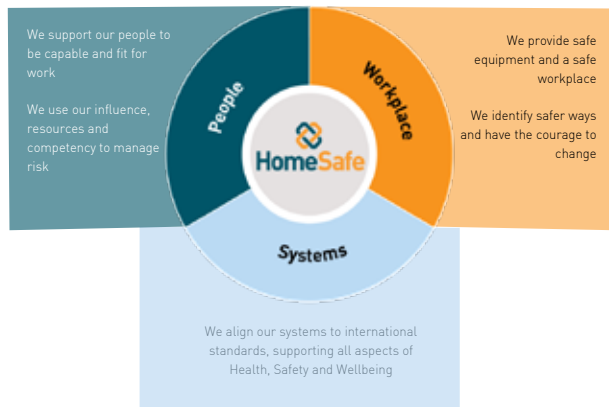 We support our people to
be capable and fit for
work
We use our influence,
resources and
competency to manage
risk
People
Workplace
We provide safe
equipment and a safe
workplace
We identify safer ways
and have the courage to
change
HomeSafe
Systems
We align our systems to international
standards, supporting all aspects of
Health, Safety and Wellbeing